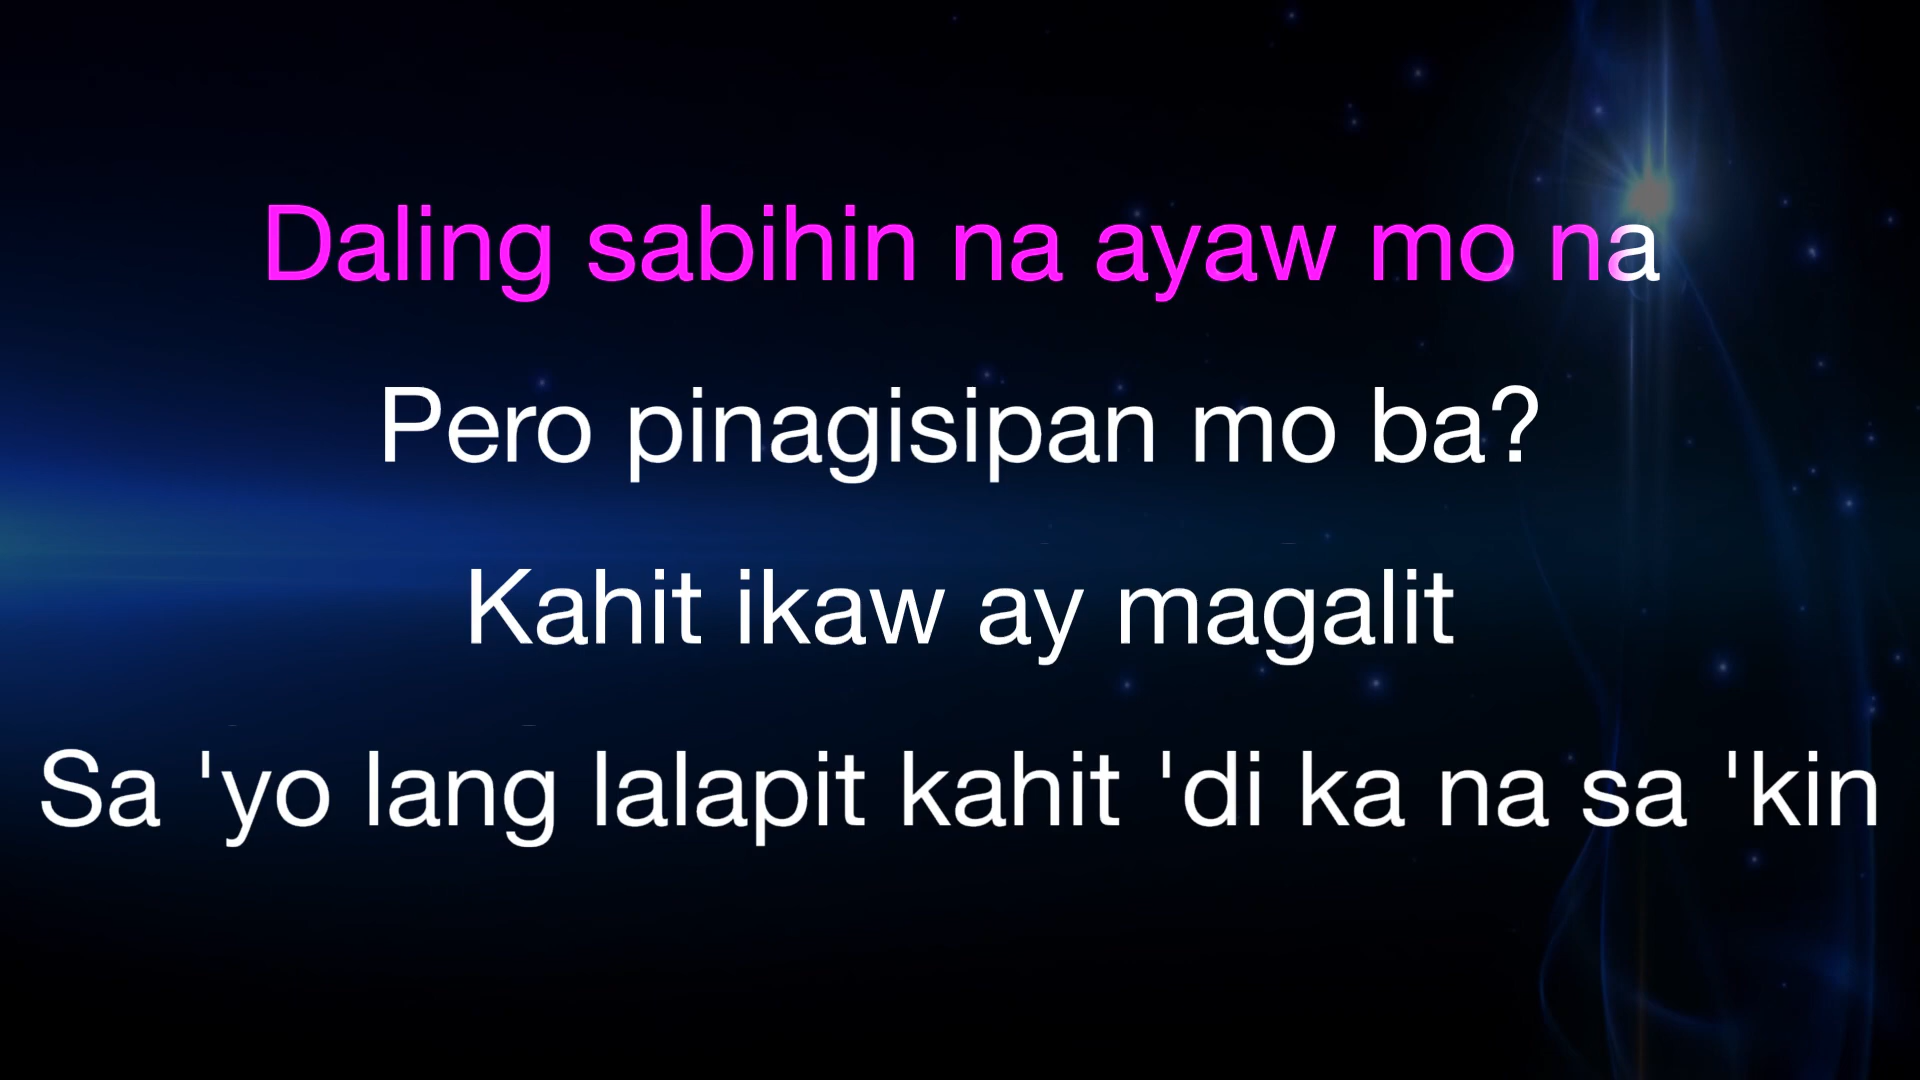 Daling sabihin na ayaw mo na
Pero pinagisipan mo ba?
Kahit ikaw ay magalit
Sa 'yo lang lalapit kahit 'di ka na sa 'kin